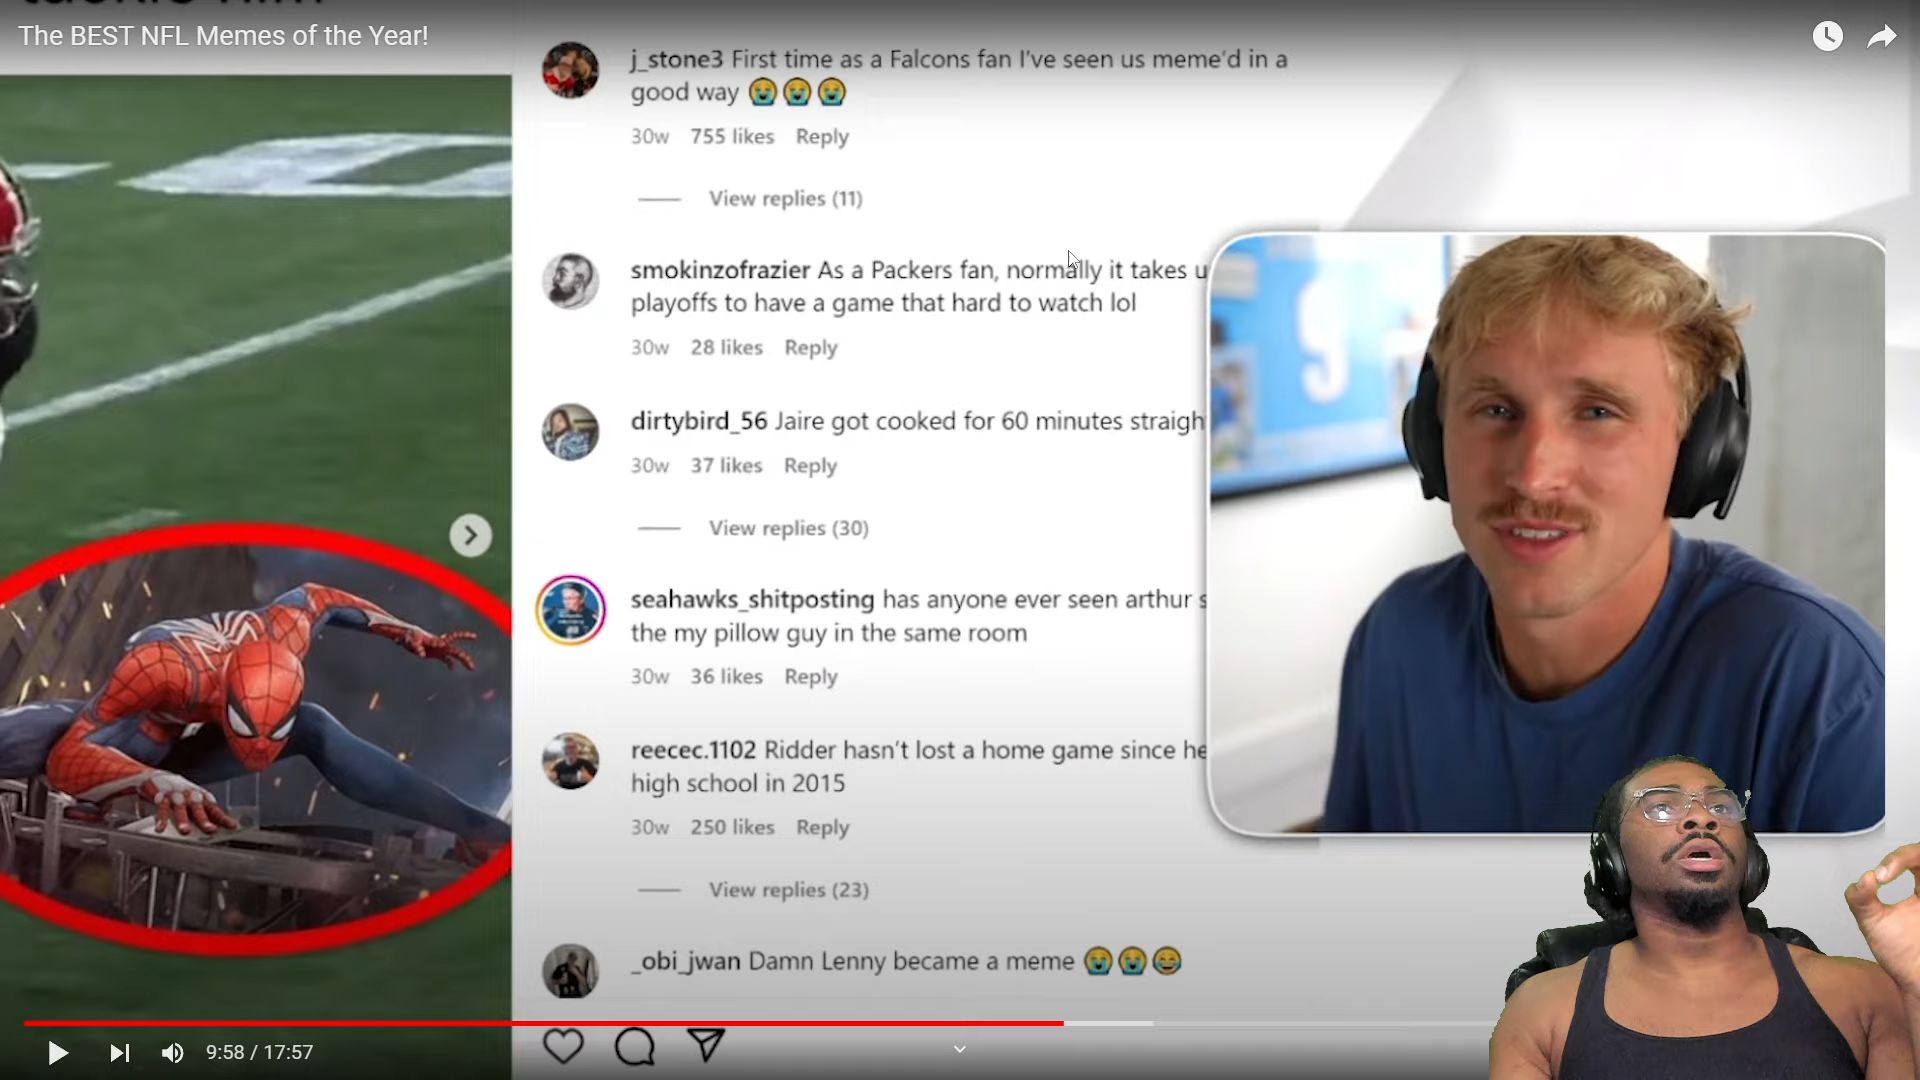 The BEST NFL Memes of the Year!
j_stone3 First time as a Falcons fan I've seen us meme'd in a
good way 😭😭😭
30w 755 likes Reply
View replies (11)
smokinzofrazier As a Packers fan, normally it takes u
playoffs to have a game that hard to watch lol
30w 28 likes Reply
dirtybird_56 Jaire got cooked for 60 minutes straigh
30w 37 likes Reply
View replies (30)
seahawks_shitposting has anyone ever seen arthur s
the my pillow guy in the same room
30w 36 likes Reply
reecec.1102 Ridder hasn't lost a home game since he
high school in 2015
30w 250 likes Reply
View replies (23)
_obi_jwan Damn Lenny became a meme 😭😭😂
9:58 / 17:57
9